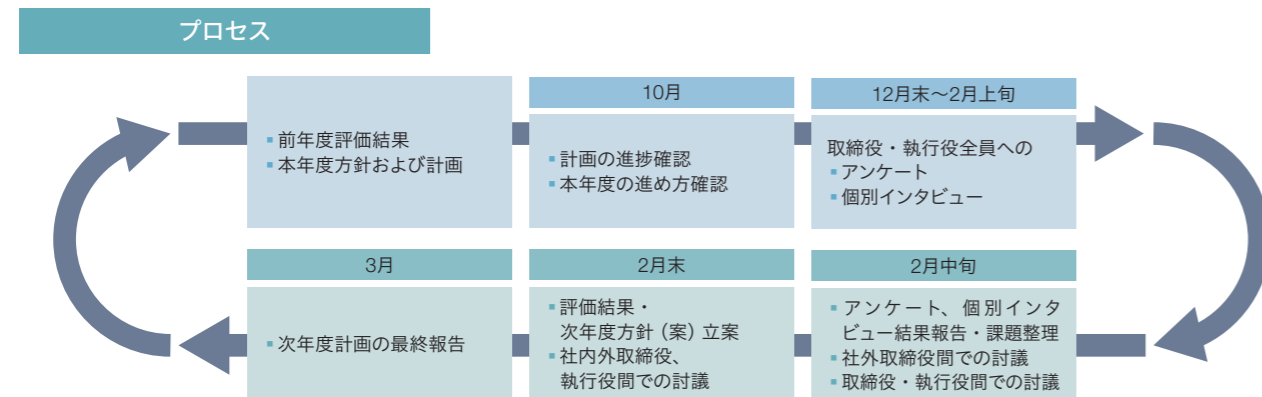 プロセス
▪前年度評価結果
▪本年度方針および計画
10月
▪計画の進捗確認
▪本年度の進め方確認
12月末～2月上旬
取締役・執行役全員への
▪アンケート
▪個別インタビュー
2月中旬
▪アンケート、個別インタ
ビュー結果報告・課題整理
▪社外取締役間での討議
▪取締役・執行役間での討議
2月末
▪評価結果・
次年度方針（案）立案
▪社内外取締役、
執行役間での討議
3月
▪次年度計画の最終報告